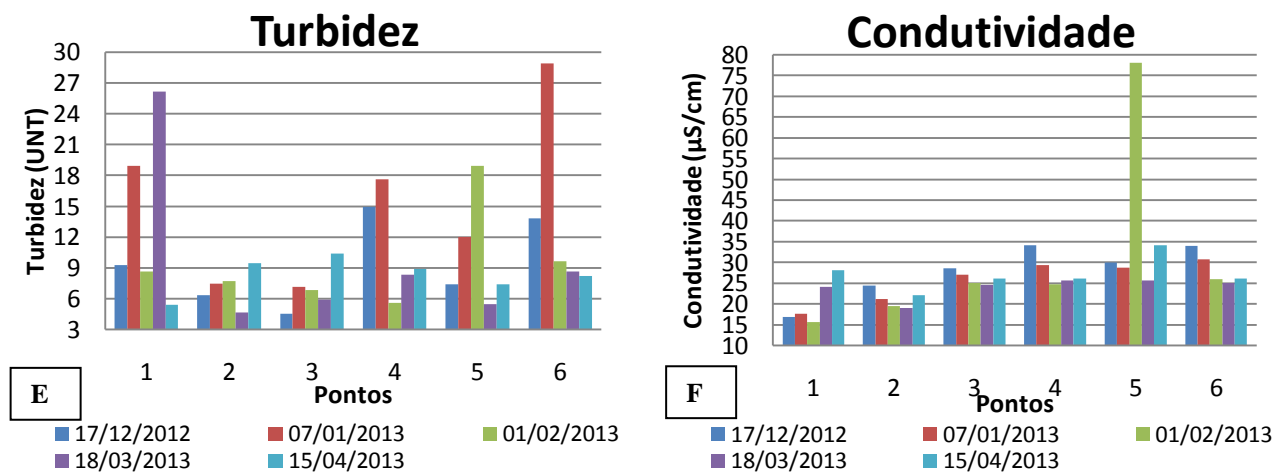 Turbidez
30
27
24
21
18
15
12
9
6
3
Turbidez (UNT)
1 2 3 4 5 6
Pontos
E
17/12/2012 07/01/2013 01/02/2013
18/03/2013 15/04/2013
Condutividade
80
75
70
65
60
55
50
45
40
35
30
25
20
15
10
Condutividade (µS/cm)
1 2 3 4 5 6
Pontos
F
17/12/2012 07/01/2013 01/02/2013
18/03/2013 15/04/2013